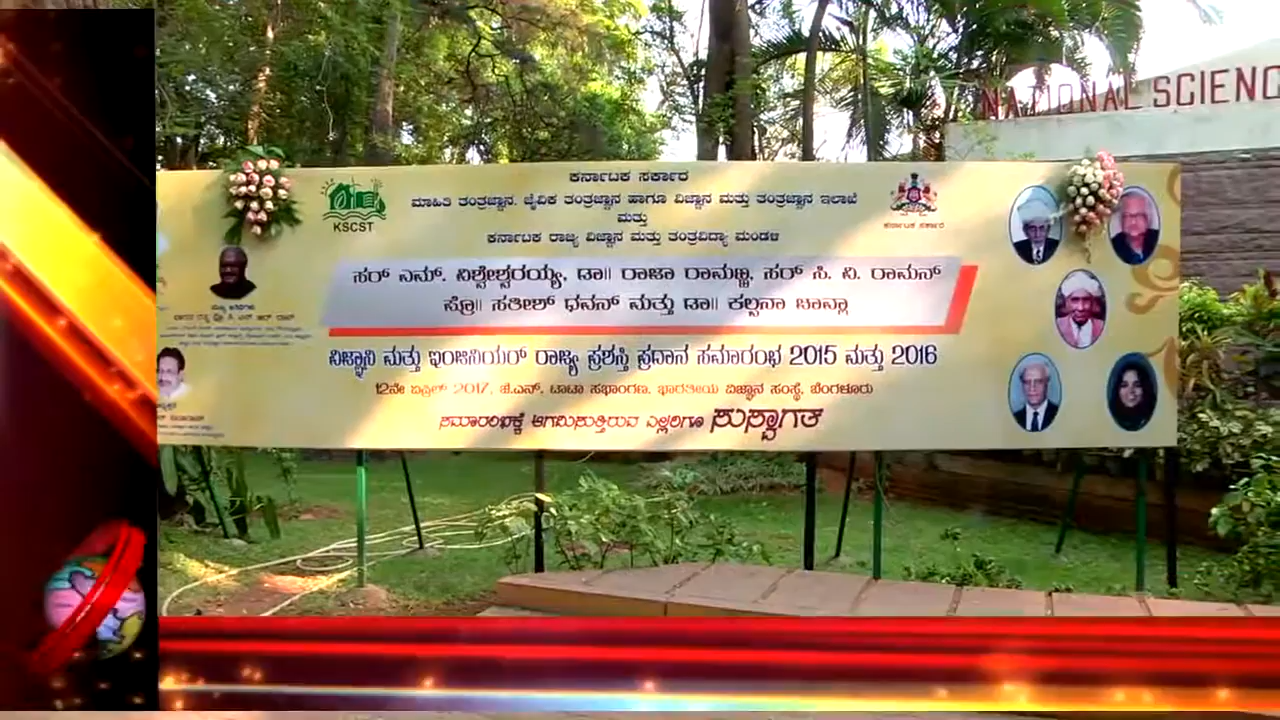 NATIONAL SCIENC
ಕರ್ನಾಟಕ ಸರ್ಕಾರ
ಮಾಹಿತಿ ತಂತ್ರಜ್ಞಾನ, ಜೈವಿಕ ತಂತ್ರಜ್ಞಾನ ಹಾಗೂ ವಿಜ್ಞಾನ ಮತ್ತು ತಂತ್ರಜ್ಞಾನ ಇಲಾಖೆ
ಮತ್ತು
ಕರ್ನಾಟಕ ರಾಜ್ಯ ವಿಜ್ಞಾನ ಮತ್ತು ತಂತ್ರವಿದ್ಯಾ ಮಂಡಳಿ
KSCST
ಕರ್ನಾಟಕ ಸರ್ಕಾರ
ಸರ್ ಎಮ್. ವಿಶ್ವೇಶ್ವರಯ್ಯ, ಡಾ|| ರಾಜಾ ರಾಮಣ್ಣ, ಸರ್ ಸಿ. ವಿ. ರಾಮನ್
ಪ್ರೊ|| ಸತೀಶ್ ಧವನ್ ಮತ್ತು ಡಾ|| ಕಲ್ಪನಾ ಚಾವ್ಲಾ
ವಿಜ್ಞಾನಿ ಮತ್ತು ಇಂಜಿನಿಯರ್ ರಾಜ್ಯ ಪ್ರಶಸ್ತಿ ಪ್ರದಾನ ಸಮಾರಂಭ 2015 ಮತ್ತು 2016
12ನೇ ಏಪ್ರಿಲ್ 2017, ಜೆ.ಎನ್. ಟಾಟಾ ಸಭಾಂಗಣ, ಭಾರತೀಯ ವಿಜ್ಞಾನ ಸಂಸ್ಥೆ, ಬೆಂಗಳೂರು
ಸಮಾರಂಭಕ್ಕೆ ಆಗಮಿಸುತ್ತಿರುವ ಎಲ್ಲರಿಗೂ ಸುಸ್ವಾಗತ